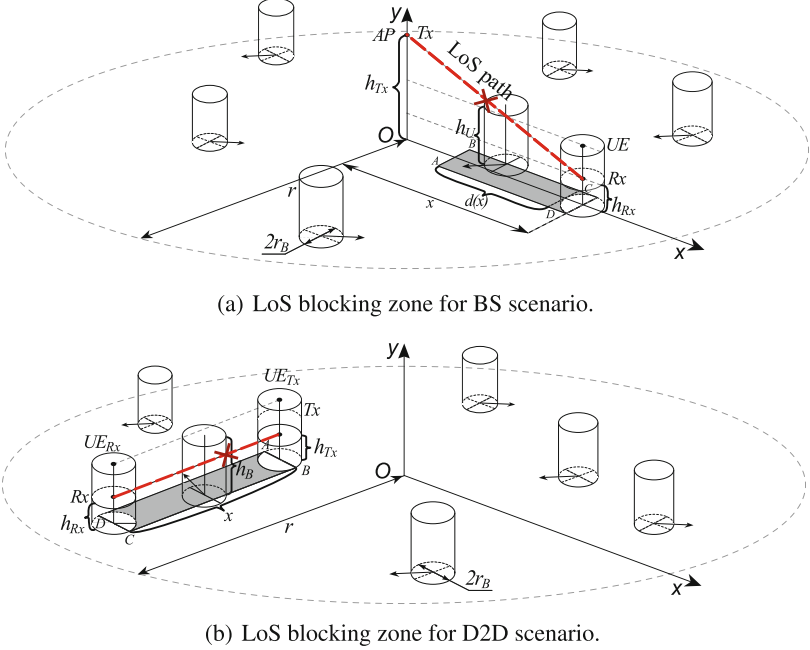 y
AP Tx
LoS path
h_Tx
h_U
B
O
UE
A
Rx
C
r
x
d(x)
D
h_Rx
2r_B
x
(a) LoS blocking zone for BS scenario.
y
UE_Tx
Tx
UE_Rx
A
h_Tx
h_B
B
O
Rx
h_Rx
D
x
C
r
2r_B
x
(b) LoS blocking zone for D2D scenario.